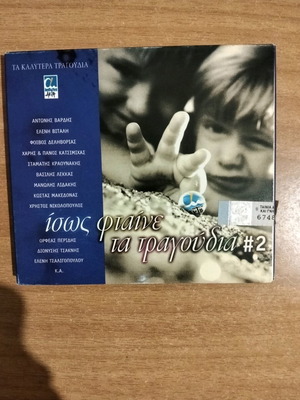 ΤΑ ΚΑΛΥΤΕΡΑ ΤΡΑΓΟΥΔΙΑ
ΑΝΤΩΝΗΣ ΒΑΡΔΗΣ
ΕΛΕΝΗ ΒΙΤΑΛΗ
ΦΟΙΒΟΣ ΔΕΛΗΒΟΡΙΑΣ
ΧΑΡΗΣ & ΠΑΝΟΣ ΚΑΤΣΙΜΙΧΑΣ
ΣΤΑΜΑΤΗΣ ΚΡΑΟΥΝΑΚΗΣ
ΒΑΣΙΛΗΣ ΛΕΚΚΑΣ
ΜΑΝΩΛΗΣ ΛΙΔΑΚΗΣ
ΚΩΣΤΑΣ ΜΑΚΕΔΟΝΑΣ
ΧΡΗΣΤΟΣ ΝΙΚΟΛΟΠΟΥΛΟΣ
ίσως φταίνε
τα τραγούδια #2
ΟΡΦΕΑΣ ΠΕΡΙΔΗΣ
ΔΙΟΝΥΣΗΣ ΤΣΑΚΝΗΣ
ΕΛΕΝΗ ΤΣΑΛΙΓΟΠΟΥΛΟΥ
κ.ά.